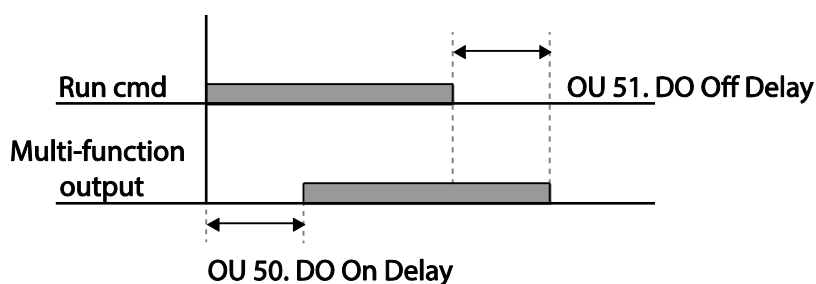 Run cmd
OU 51. DO Off Delay
Multi-function
output
OU 50. DO On Delay